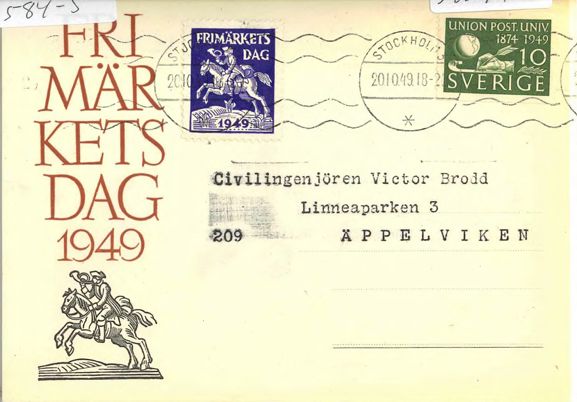 584-5
FRI
MÄR
KETS
DAG
1949
FRIMÄRKETS
DAG
1949
STOCKHOLM
20.10.49.18-
UNION POST. UNIV.
1874 1949
10
SVERIGE
Civilingenjören Victor Brodd
Linneaparken 3
209 ÄPPELVIKEN